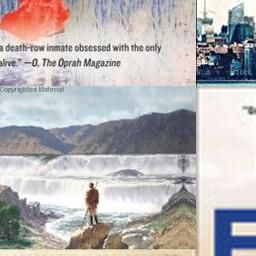 a death-row inmate obsessed with the only
alive." —O, The Oprah Magazine
Copyrighted Material